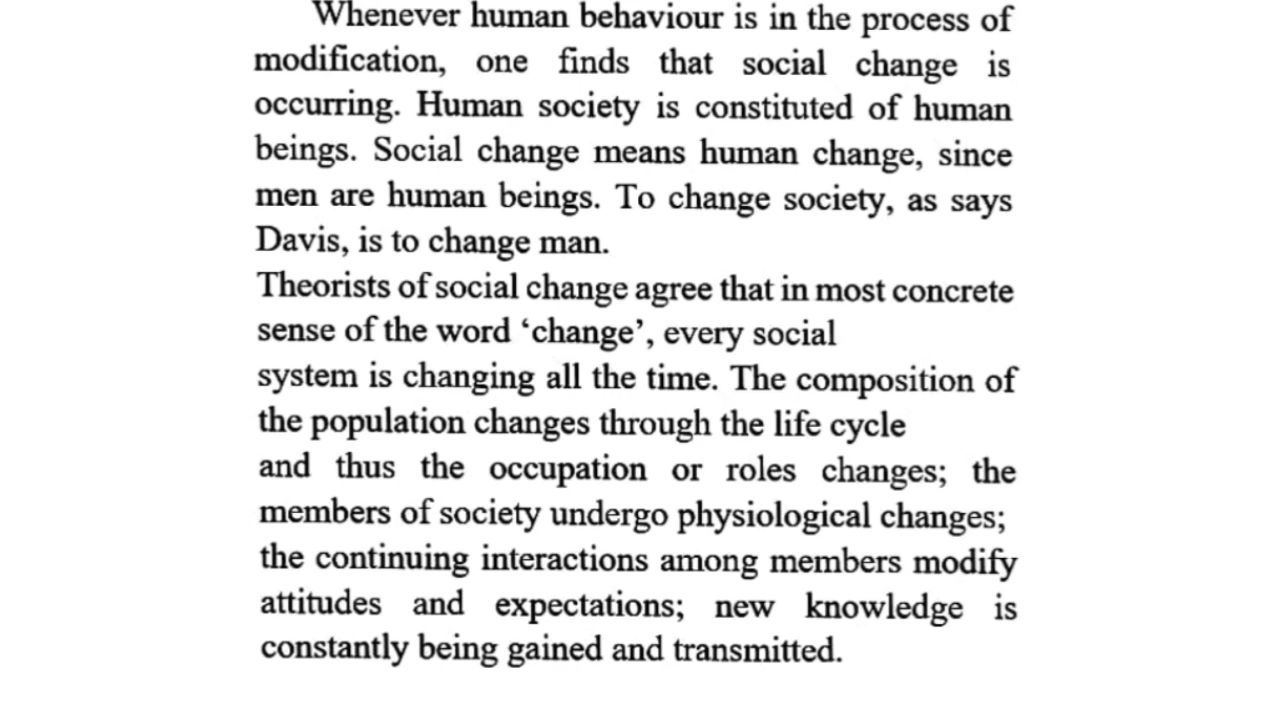 Whenever human behaviour is in the process of
modification, one finds that social change is
occurring. Human society is constituted of human
beings. Social change means human change, since
men are human beings. To change society, as says
Davis, is to change man.
Theorists of social change agree that in most concrete
sense of the word ‘change’, every social
system is changing all the time. The composition of
the population changes through the life cycle
and thus the occupation or roles changes; the
members of society undergo physiological changes;
the continuing interactions among members modify
attitudes and expectations; new knowledge is
constantly being gained and transmitted.